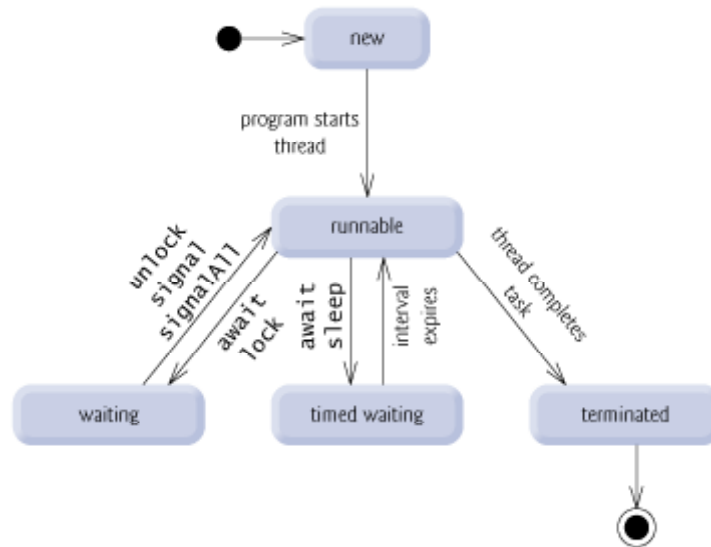 new
program starts
thread
runnable
unlock
signal
signalAll
await
lock
await
sleep
interval
expires
thread completes
task
waiting
timed waiting
terminated